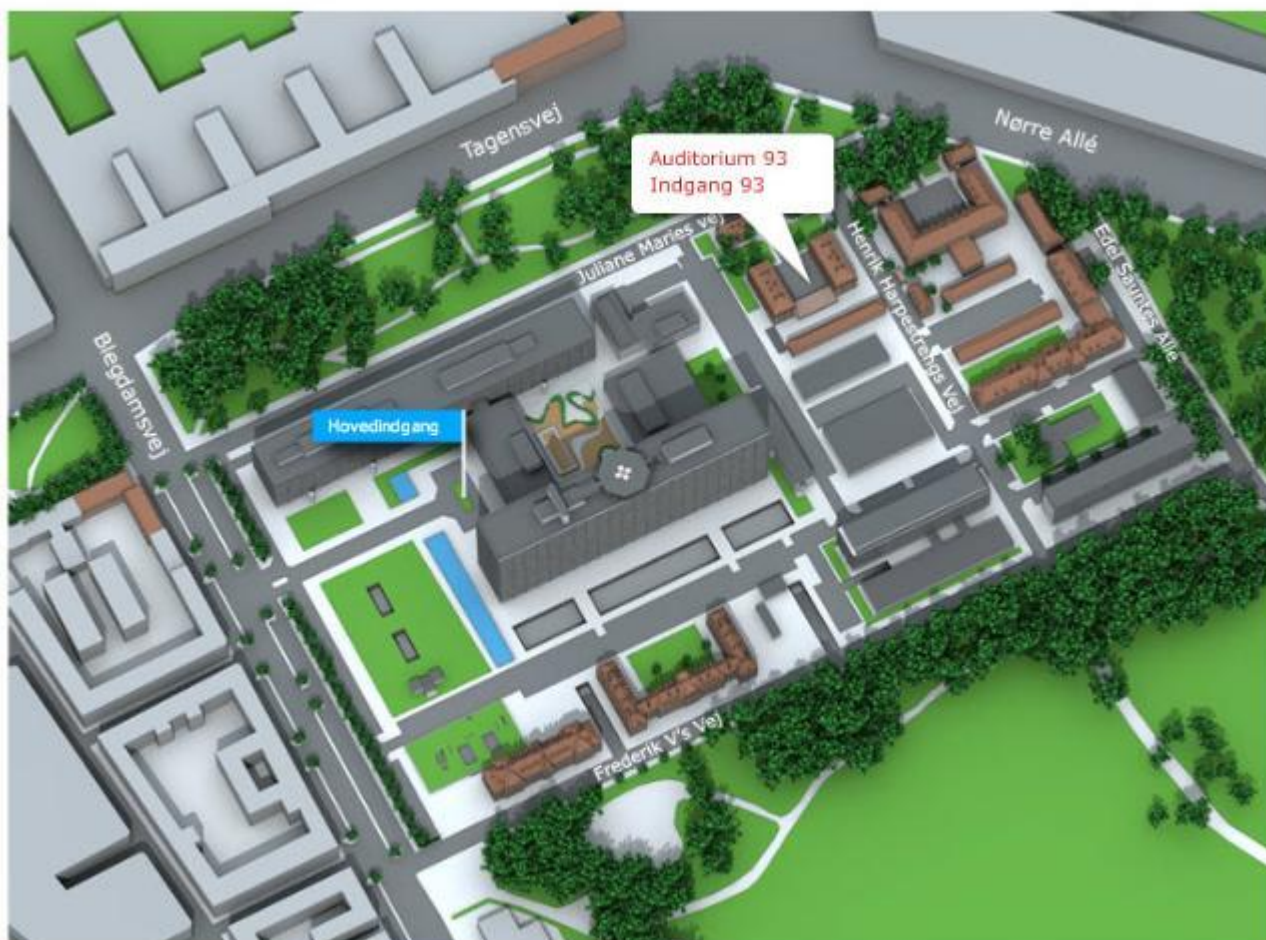 Tagensvej
Nørre Allé
Auditorium 93
Indgang 93
Juliane Maries vej
Henrik Harpestrengs Vej
Edel Sauntes Alle
Blegdamsvej
Hovedindgang
Frederik V's Vej